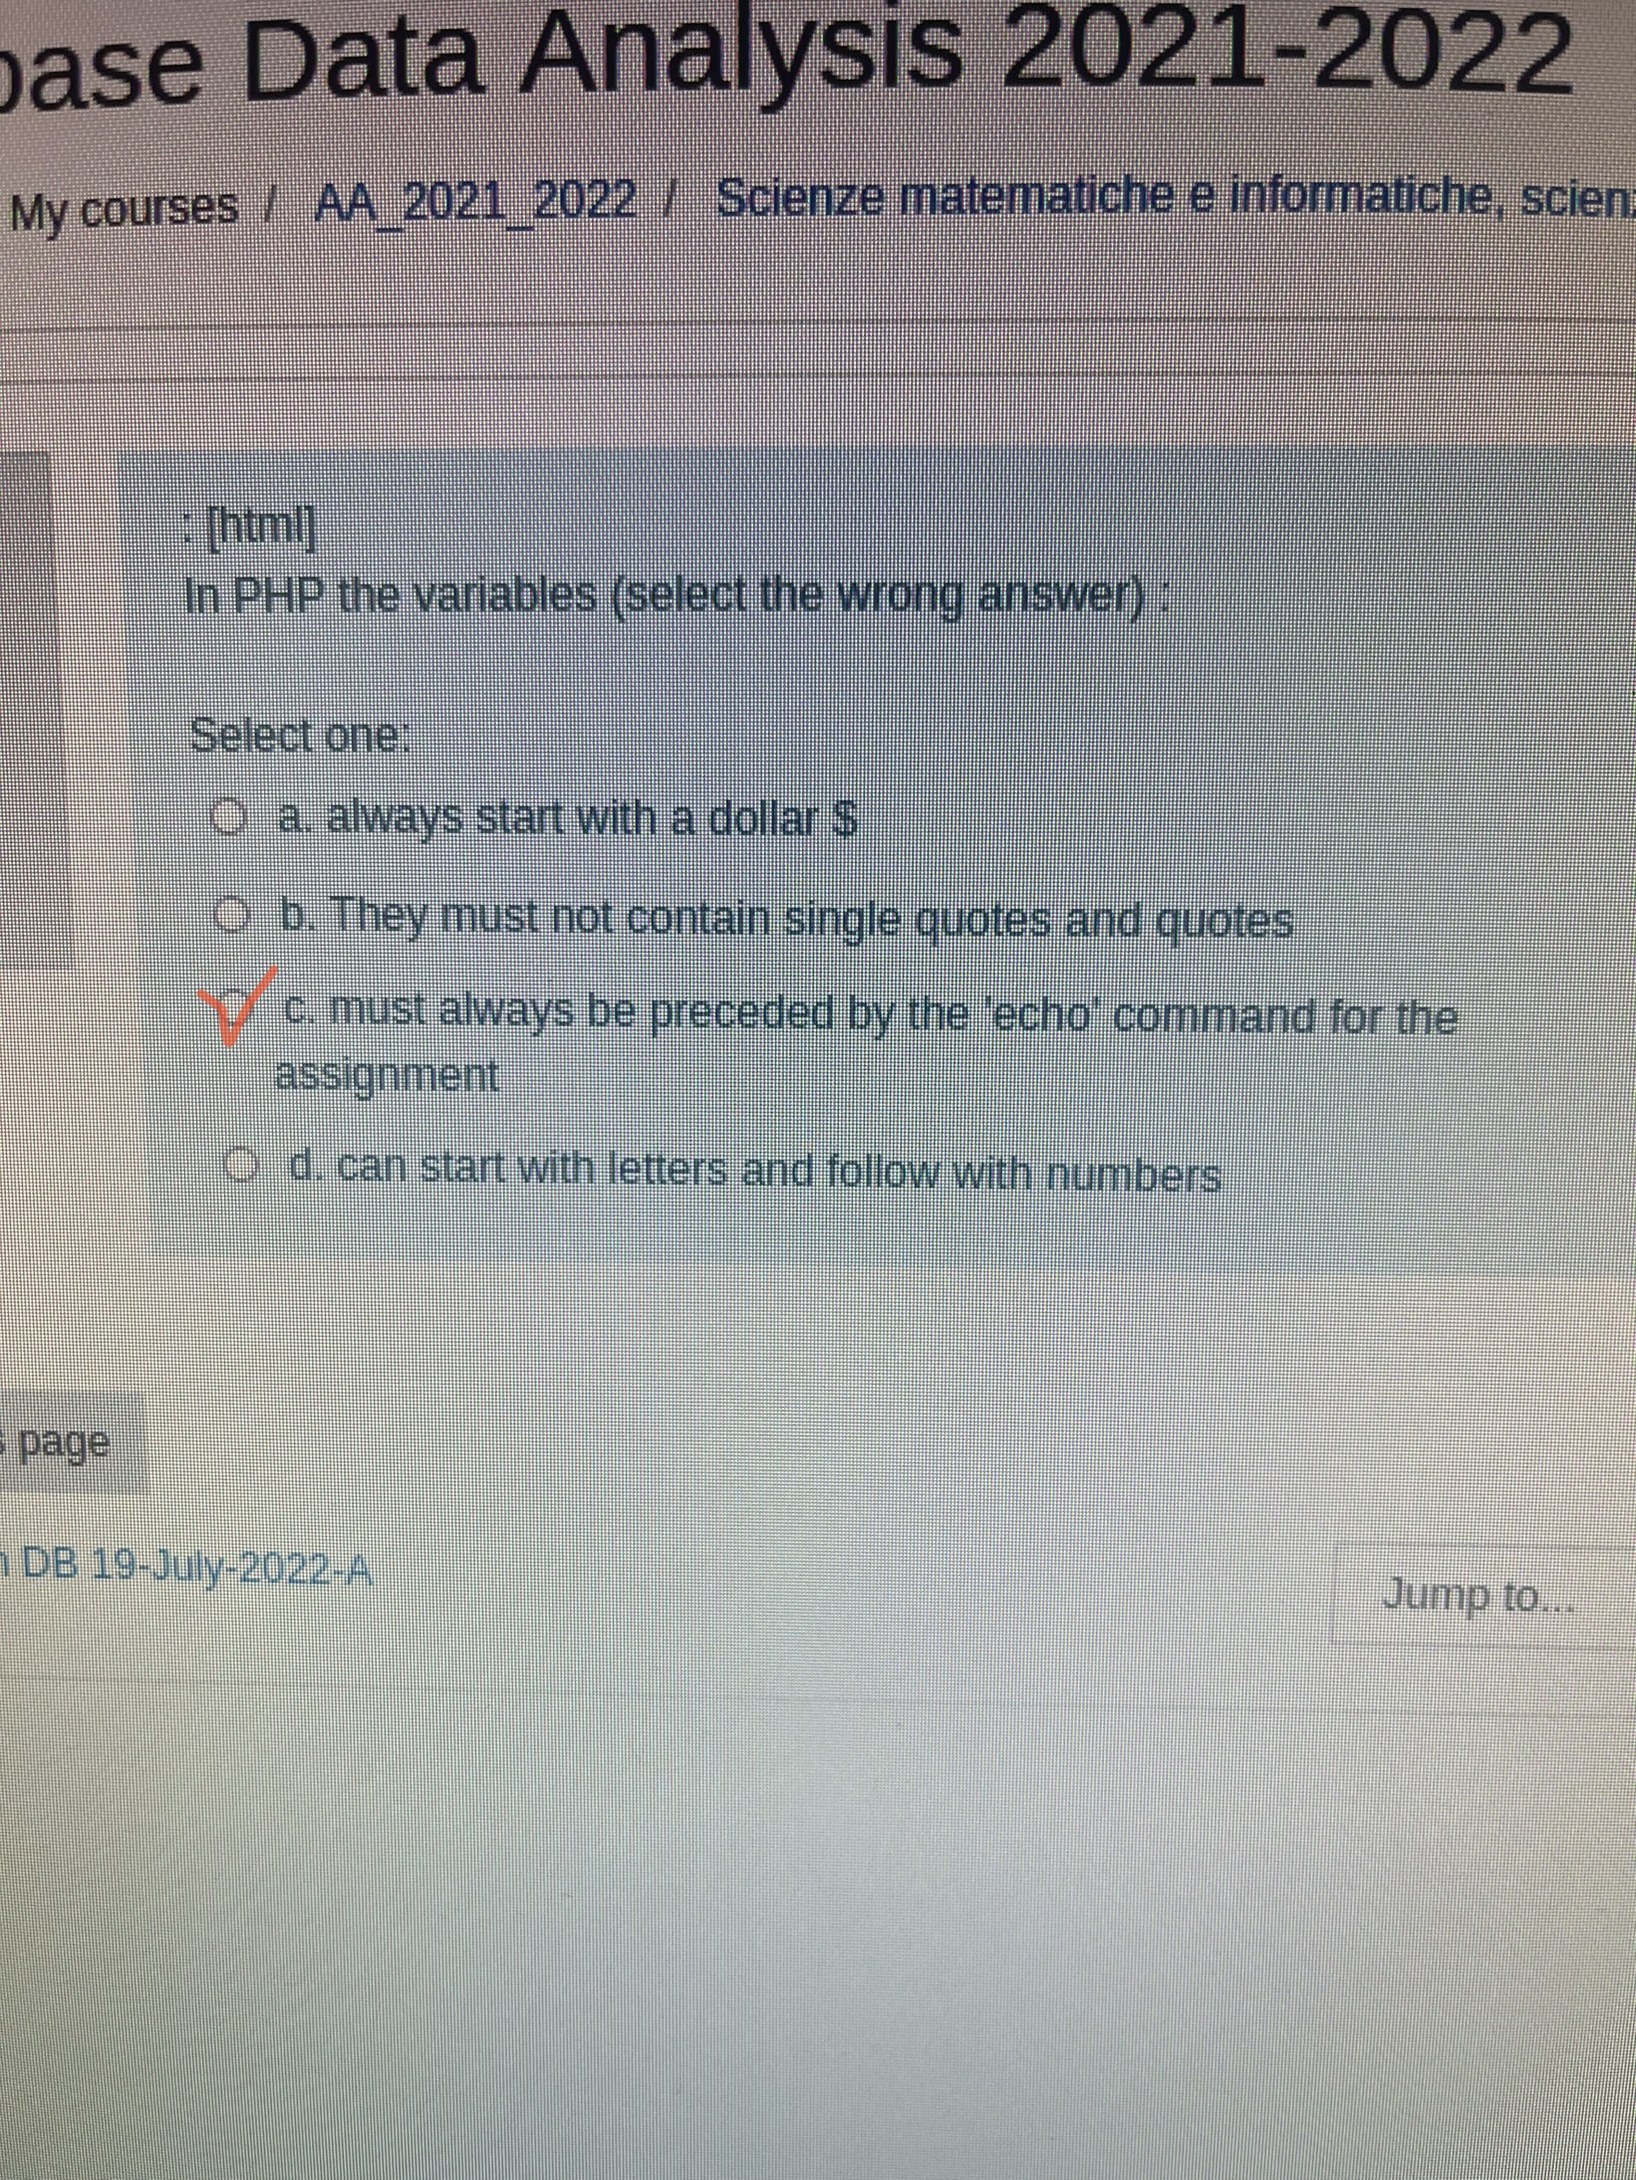 base Data Analysis 2021-2022
My courses / AA_2021_2022 / Scienze matematiche e informatiche,
: [html]
In PHP the variables (select the wrong answer) :
Select one:
a. always start with a dollar $
b. They must not contain single quotes and quotes
c. must always be preceded by the 'echo' command for the
assignment
d. can start with letters and follow with numbers
page
DB 19-July-2022-A
Jump to...